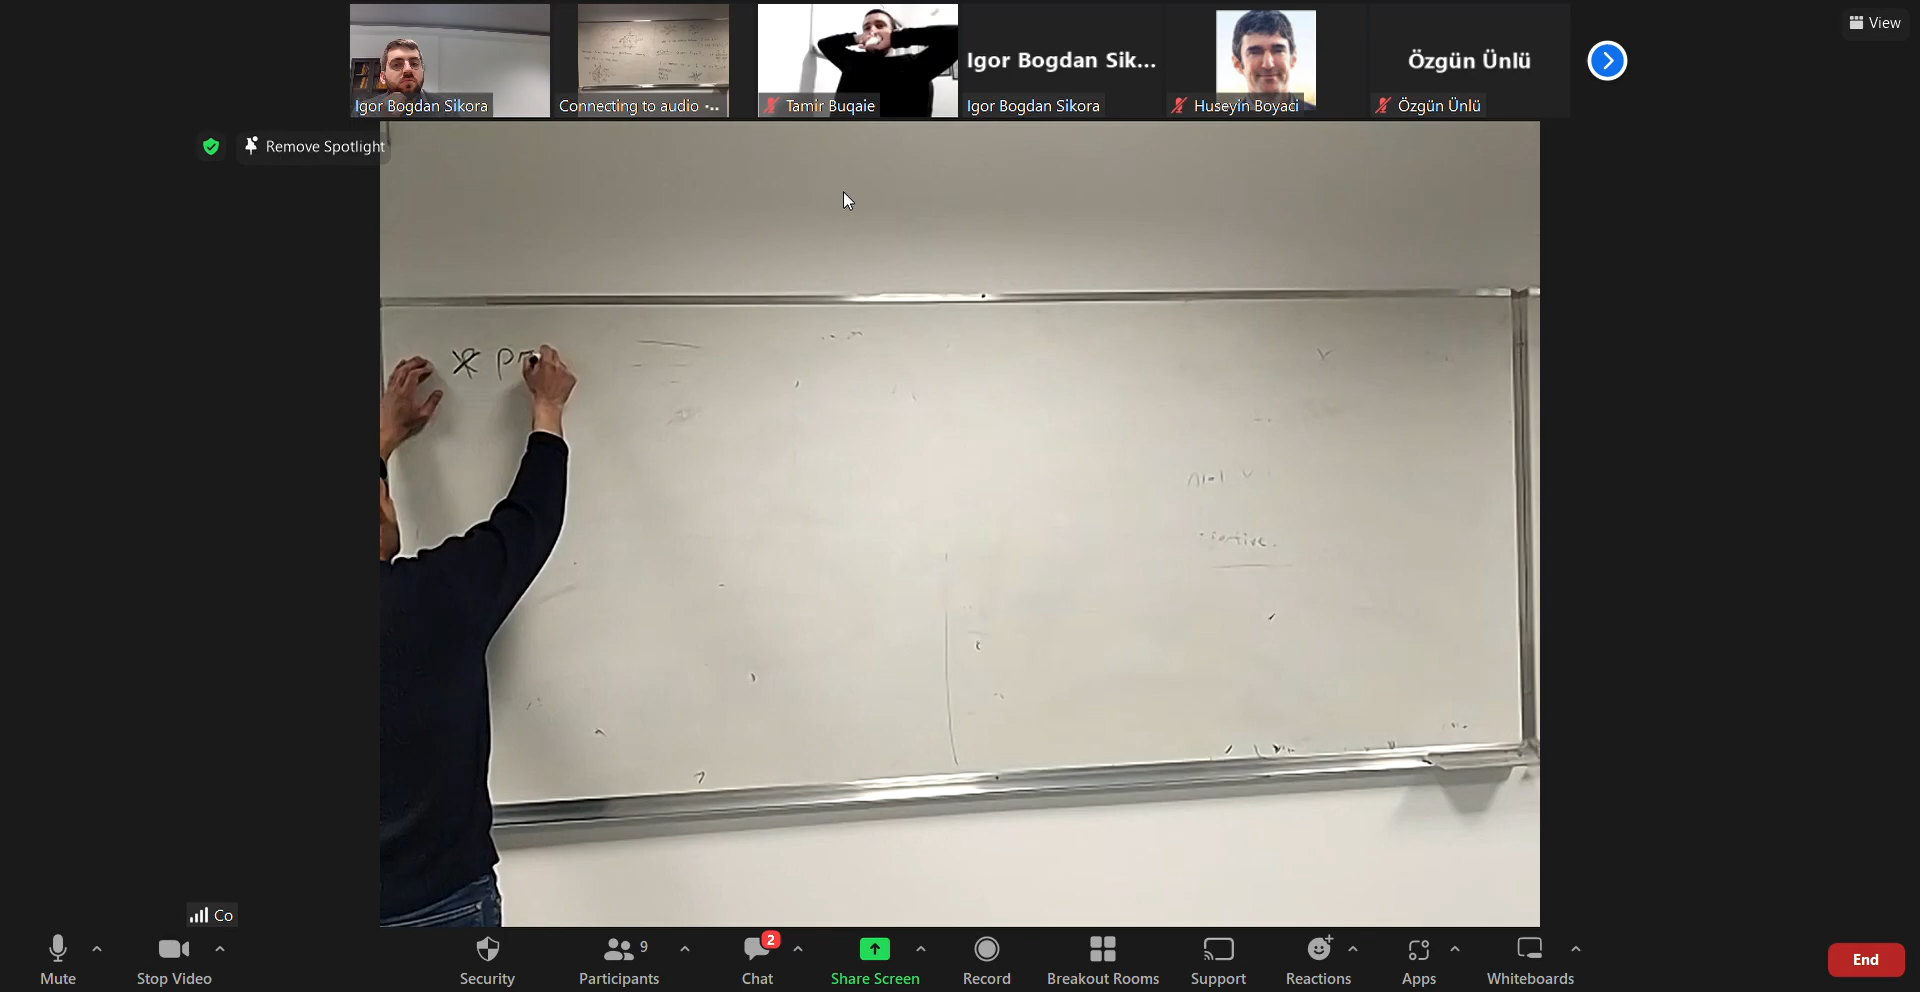 View
Igor Bogdan Sikora
Connecting to audio
Tamir Buqaie
Igor Bogdan Sik...
Igor Bogdan Sikora
Huseyin Boyaci
Özgün Ünlü
Özgün Ünlü
Remove Spotlight
* pr
Co
Mute
Stop Video
Security
9
Participants
2
Chat
Share Screen
Record
Breakout Rooms
Support
Reactions
Apps
Whiteboards
End